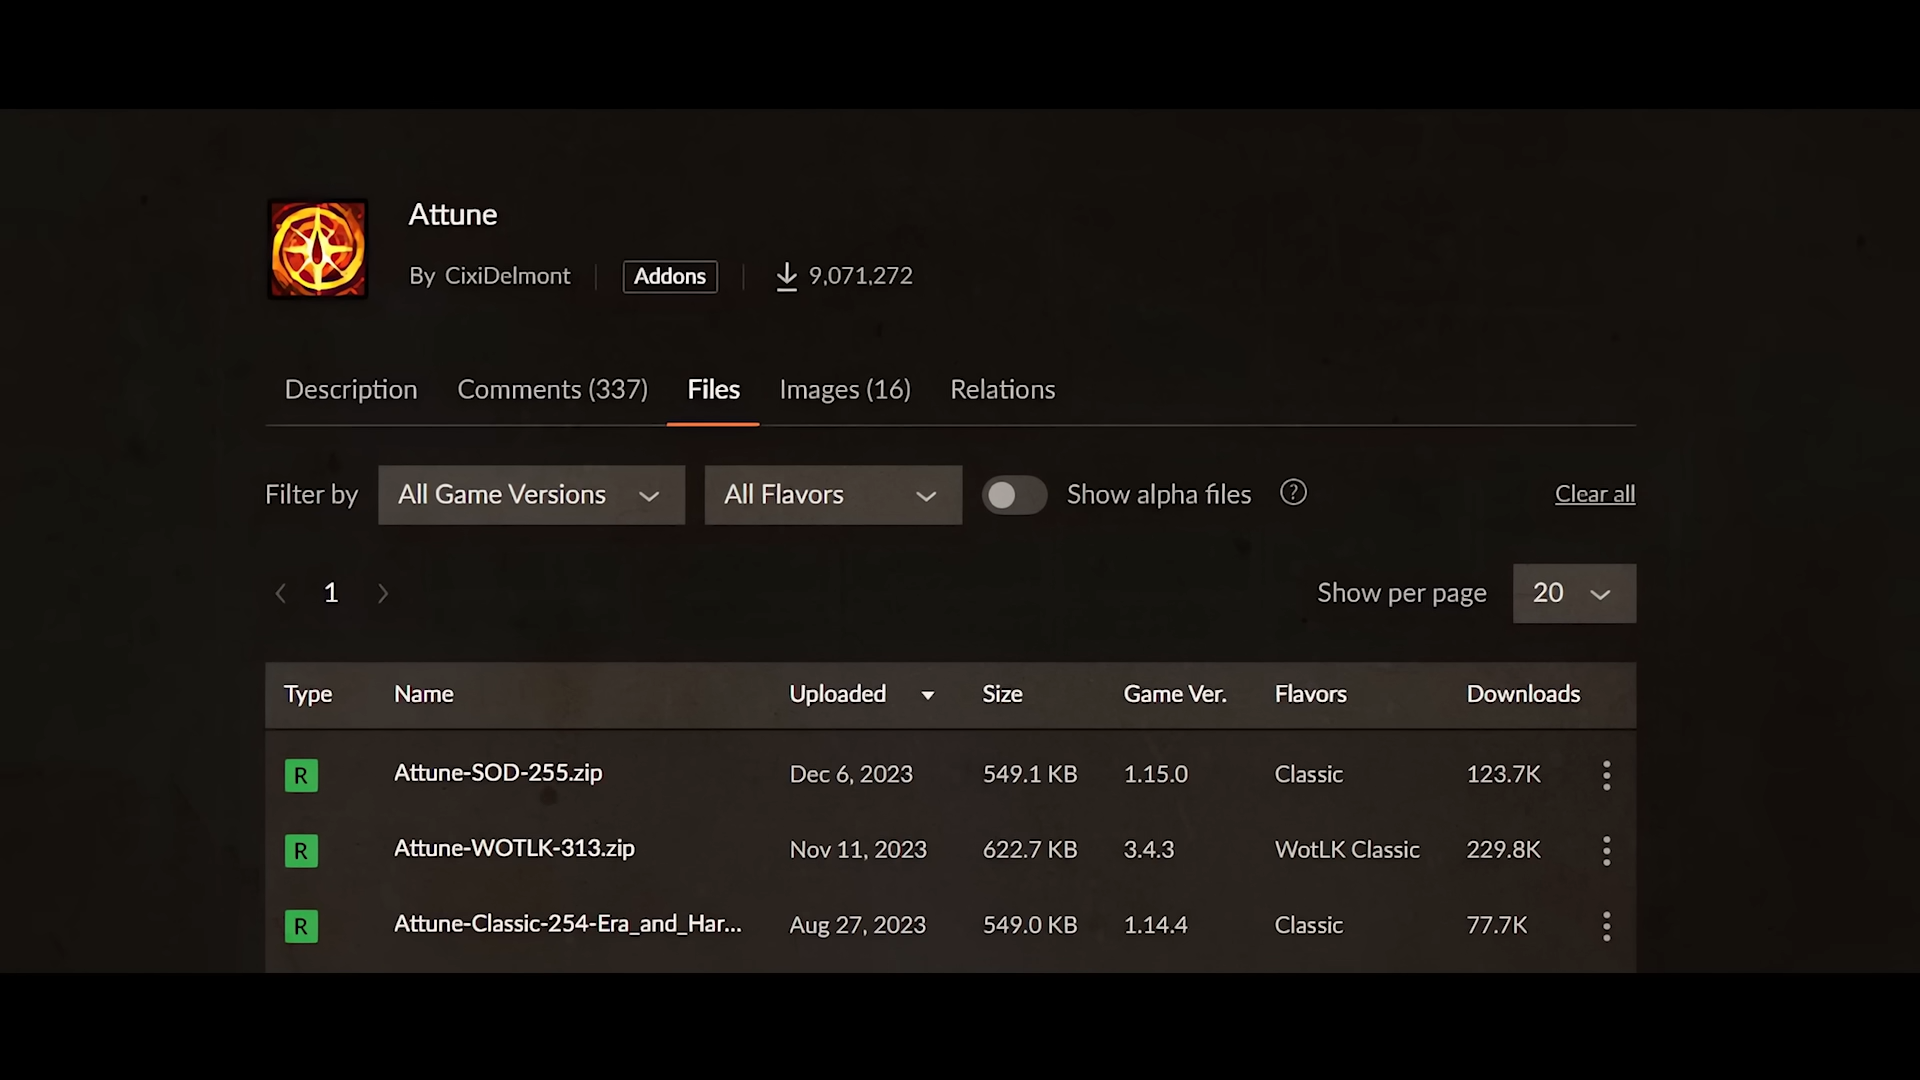 Attune
By CixiDelmont Addons 9,071,272
Description Comments (337) Files Images (16) Relations
Filter by All Game Versions All Flavors Show alpha files ? Clear all
1 Show per page 20
Type Name Uploaded Size Game Ver. Flavors Downloads
R Attune-SOD-255.zip Dec 6, 2023 549.1 KB 1.15.0 Classic 123.7K
R Attune-WOTLK-313.zip Nov 11, 2023 622.7 KB 3.4.3 WotLK Classic 229.8K
R Attune-Classic-254-Era_and_Har... Aug 27, 2023 549.0 KB 1.14.4 Classic 77.7K